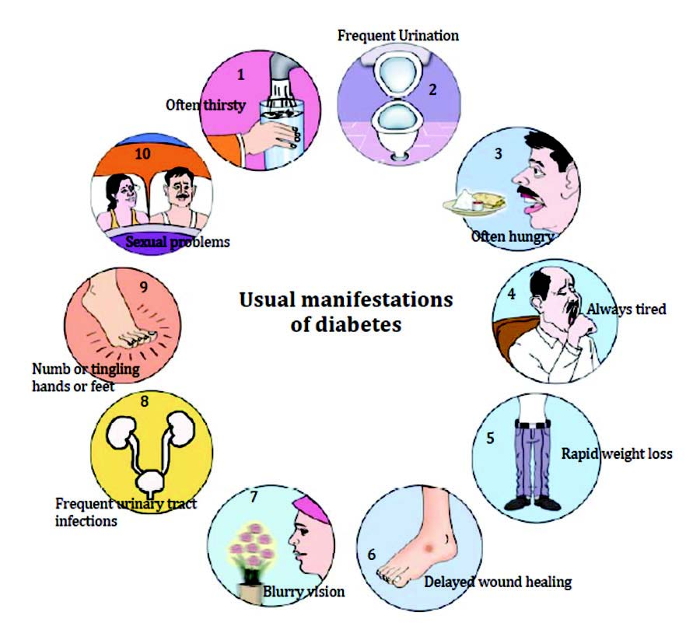 Usual manifestations
of diabetes
1
Often thirsty
Frequent Urination
2
3
Often hungry
4
Always tired
5
Rapid weight loss
6
Delayed wound healing
7
Blurry vision
8
Frequent urinary tract
infections
9
Numb or tingling
hands or feet
10
Sexual problems